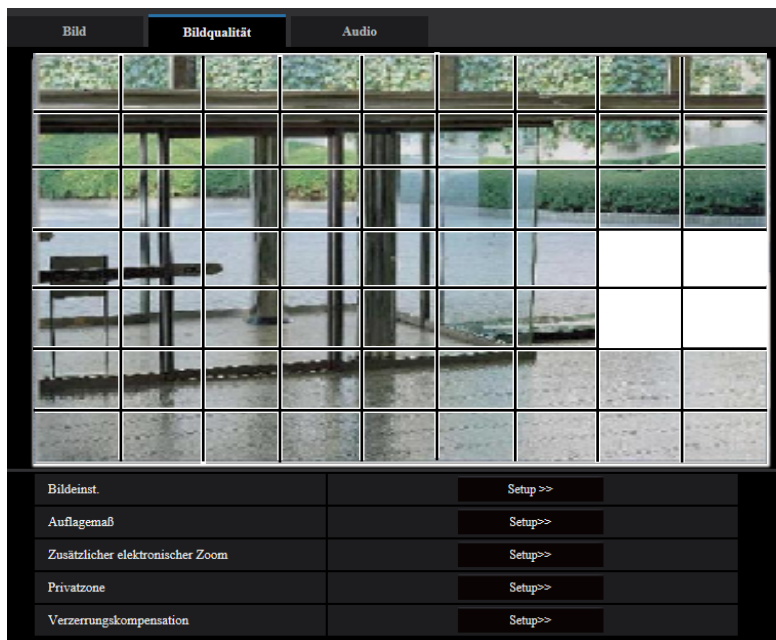 Bild Bildqualität Audio
Bildeinst. Setup >>
Auflagemaß Setup>>
Zusätzlicher elektronischer Zoom Setup>>
Privatzone Setup>>
Verzerrungskompensation Setup>>